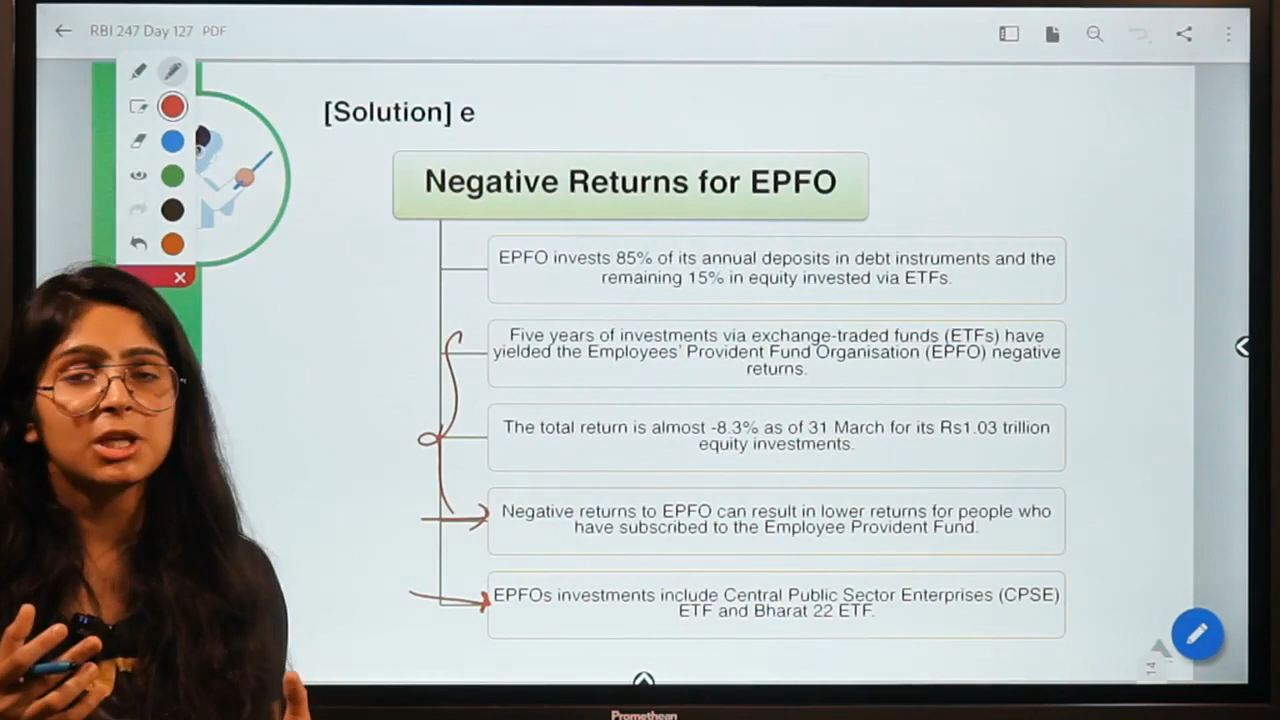 RBI 247 Day 127 PDF
[Solution] e
Negative Returns for EPFO
EPFO invests 85% of its annual deposits in debt instruments and the
remaining 15% in equity invested via ETFs.
Five years of investments via exchange-traded funds (ETFs) have
yielded the Employees' Provident Fund Organisation (EPFO) negative
returns.
The total return is almost -8.3% as of 31 March for its Rs1.03 trillion
equity investments.
Negative returns to EPFO can result in lower returns for people who
have subscribed to the Employee Provident Fund.
EPFOs investments include Central Public Sector Enterprises (CPSE)
ETF and Bharat 22 ETF.
14
Promethean